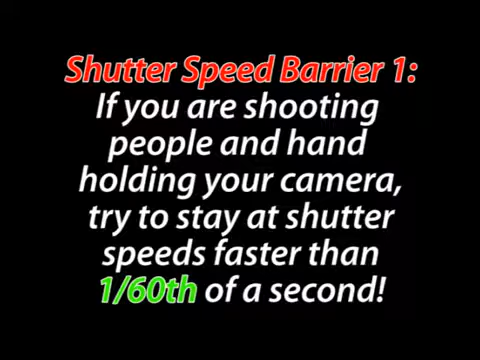 Shutter Speed Barrier 1:
If you are shooting
people and hand
holding your camera,
try to stay at shutter
speeds faster than
1/60th of a second!